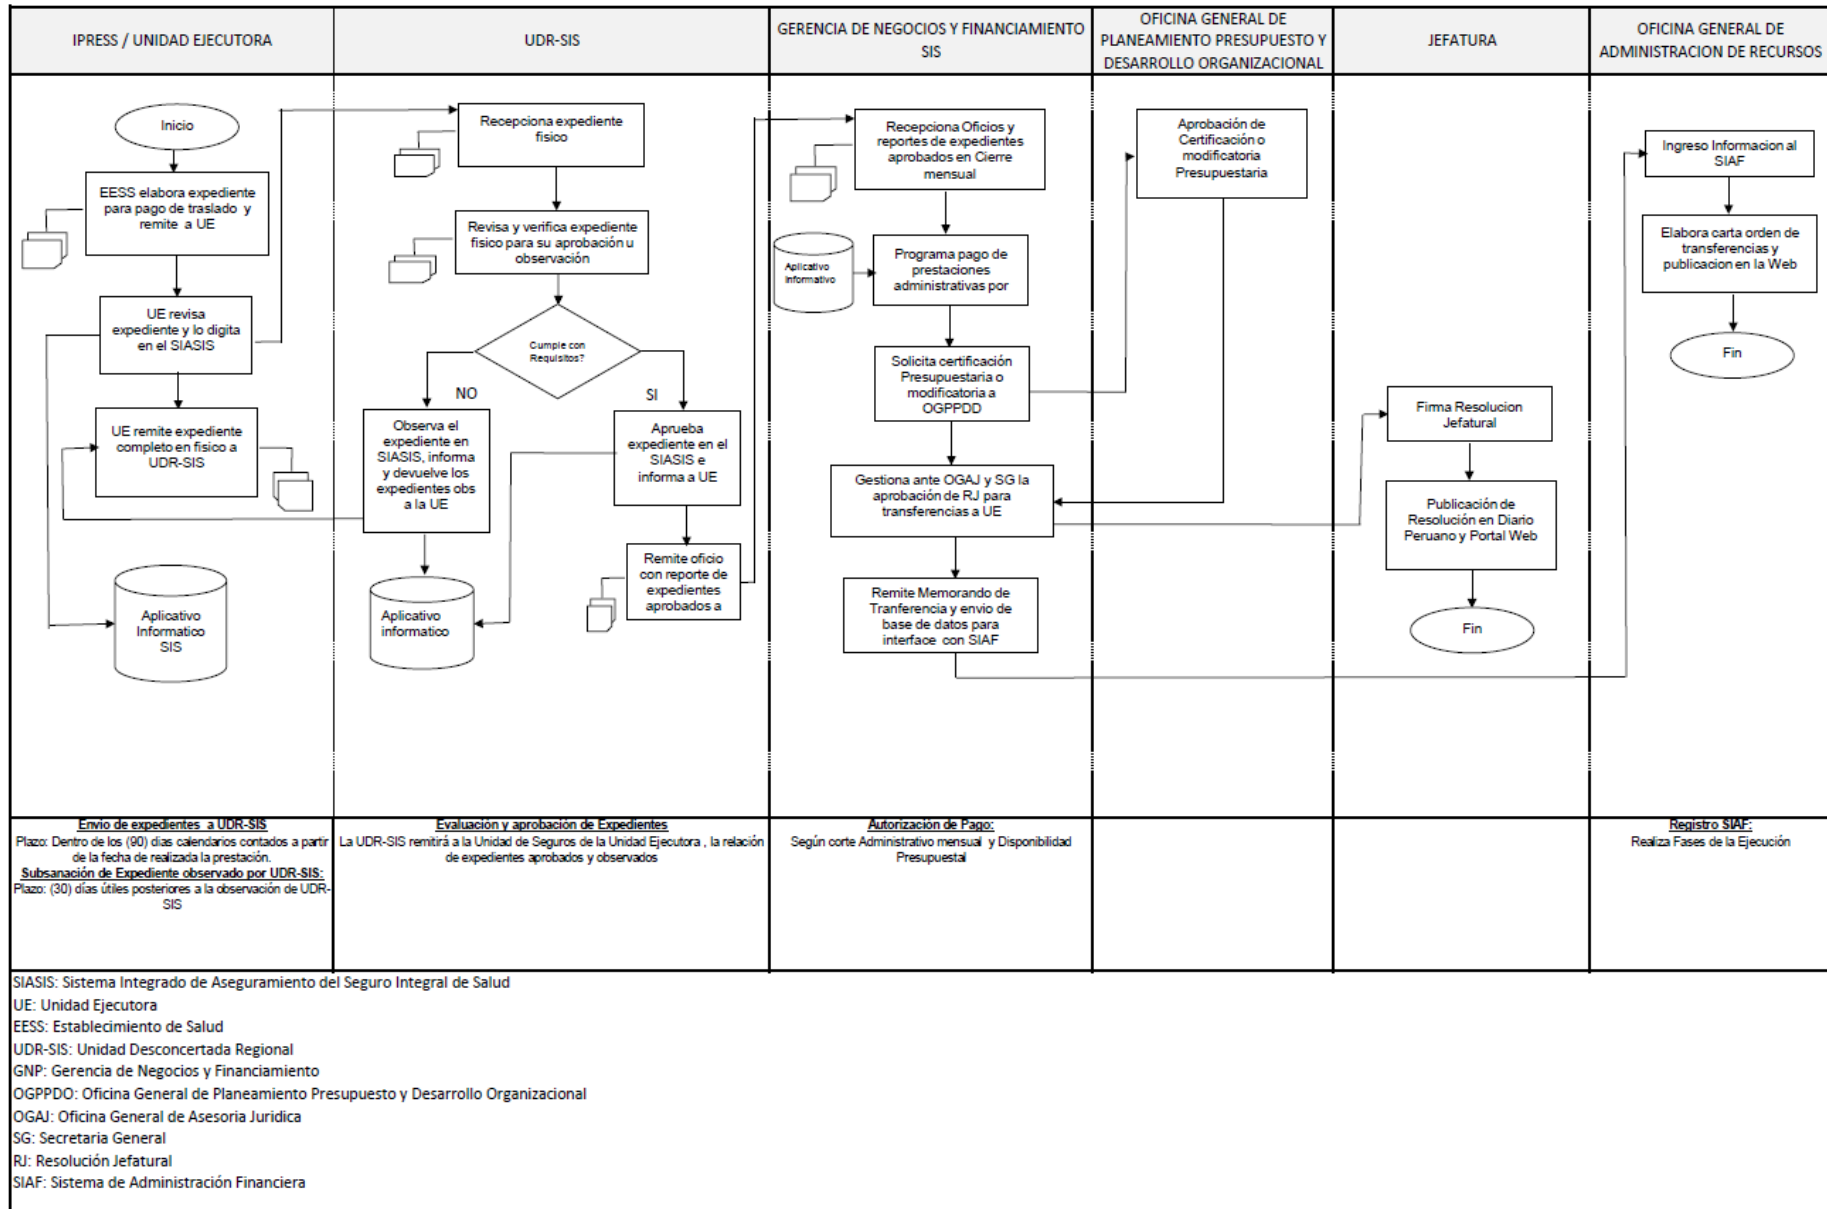 IPRESS / UNIDAD EJECUTORA
UDR-SIS
GERENCIA DE NEGOCIOS Y FINANCIAMIENTO
SIS
OFICINA GENERAL DE
PLANEAMIENTO PRESUPUESTO Y
DESARROLLO ORGANIZACIONAL
JEFATURA
OFICINA GENERAL DE
ADMINISTRACION DE RECURSOS
Inicio
EESS elabora expediente
para pago de traslado y
remite a UE
UE revisa
expediente y lo digita
en el SIASIS
UE remite expediente
completo en fisico a
UDR-SIS
Aplicativo
Informatico
SIS
Recepciona expediente
fisico
Revisa y verifica expediente
fisico para su aprobación u
observación
Cumple con
Requisitos?
NO
SI
Observa el
expediente en
SIASIS, informa
y devuelve los
expedientes obs
a la UE
Aprueba
expediente en el
SIASIS e
informa a UE
Remite oficio
con reporte de
expedientes
aprobados a
Aplicativo
informatico
Recepciona Oficios y
reportes de expedientes
aprobados en Cierre
mensual
Aplicativo
Informativo
Programa pago de
prestaciones
administrativas por
Solicita certificación
Presupuestaria o
modificatoria a
OGPPDD
Gestiona ante OGAJ y SG la
aprobación de RJ para
transferencias a UE
Remite Memorando de
Tranferencia y envio de
base de datos para
interface con SIAF
Aprobación de
Certificación o
modificatoria
Presupuestaria
Firma Resolucion
Jefatural
Publicación de
Resolución en Diario
Peruano y Portal Web
Fin
Ingreso Informacion al
SIAF
Elabora carta orden de
transferencias y
publicacion en la Web
Fin
Envio de expedientes a UDR-SIS
Plazo: Dentro de los (90) dias calendarios contados a partir
de la fecha de realizada la prestación.
Subsanación de Expediente observado por UDR-SIS:
Plazo: (30) días útiles posteriores a la observación de UDR-
SIS
Evaluación y aprobación de Expedientes
La UDR-SIS remitirá a la Unidad de Seguros de la Unidad Ejecutora , la relación
de expedientes aprobados y observados
Autorización de Pago:
Según corte Administrativo mensual y Disponibilidad
Presupuestal
Registro SIAF:
Realiza Fases de la Ejecución
SIASIS: Sistema Integrado de Aseguramiento del Seguro Integral de Salud
UE: Unidad Ejecutora
EESS: Establecimiento de Salud
UDR-SIS: Unidad Desconcertada Regional
GNP: Gerencia de Negocios y Financiamiento
OGPPDO: Oficina General de Planeamiento Presupuesto y Desarrollo Organizacional
OGAJ: Oficina General de Asesoria Juridica
SG: Secretaria General
RJ: Resolución Jefatural
SIAF: Sistema de Administración Financiera